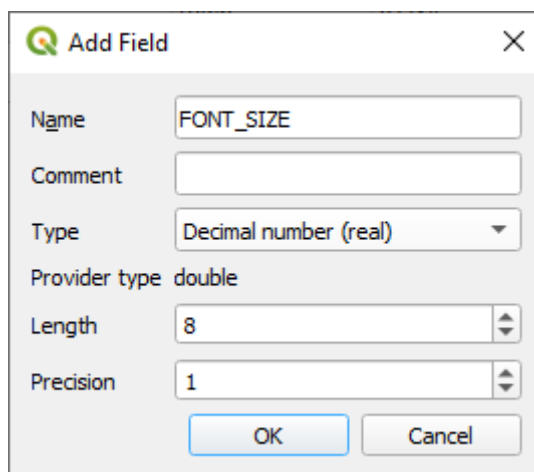 Add Field
Name FONT_SIZE
Comment
Type Decimal number (real)
Provider type double
Length 8
Precision 1
OK Cancel